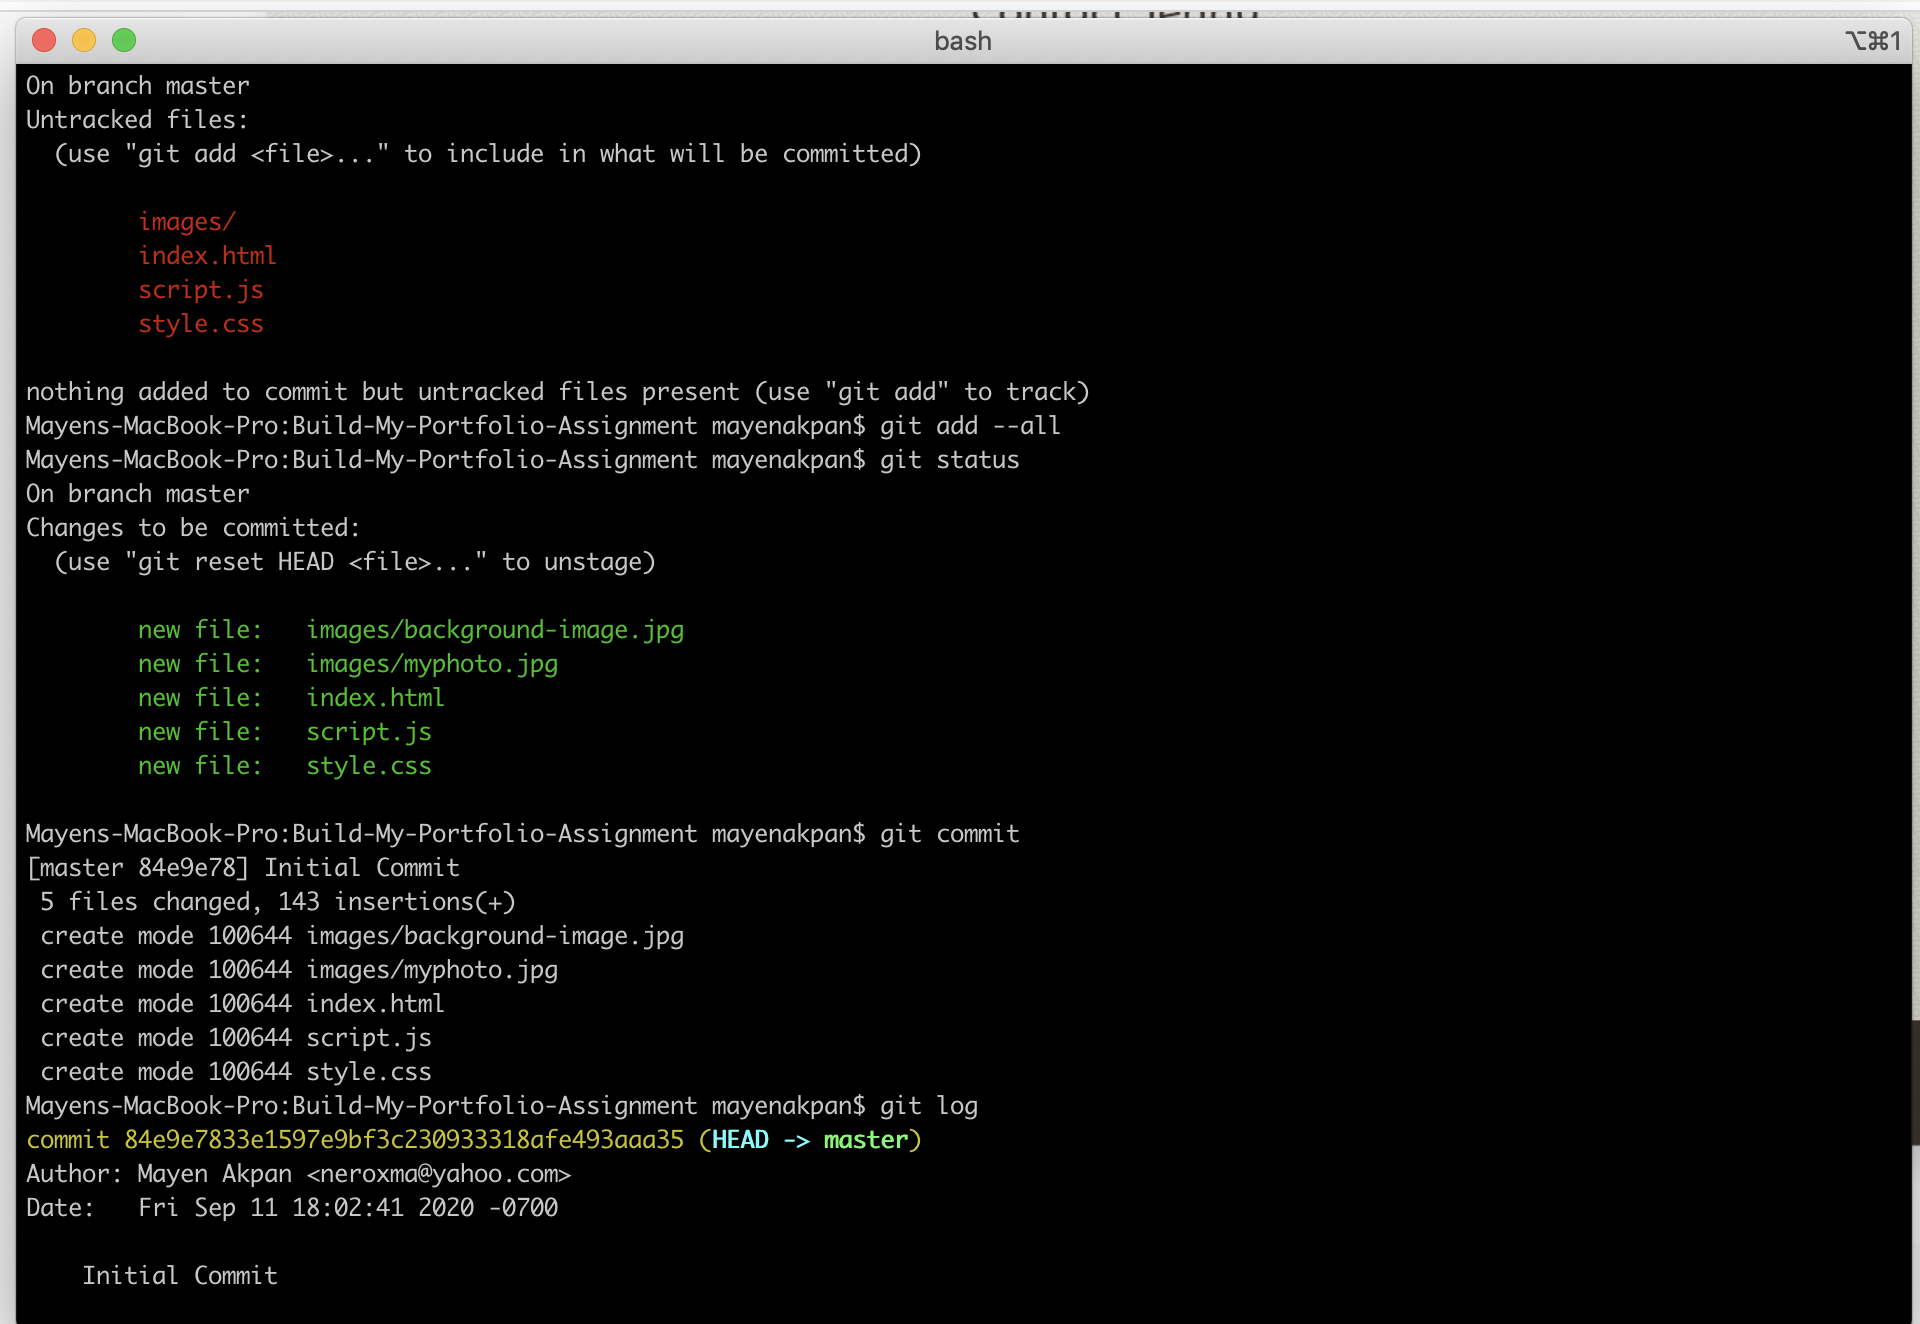 bash
⌥⌘1
On branch master
Untracked files:
  (use "git add <file>..." to include in what will be committed)
        images/
        index.html
        script.js
        style.css
nothing added to commit but untracked files present (use "git add" to track)
Mayens-MacBook-Pro:Build-My-Portfolio-Assignment mayenakpan$ git add --all
Mayens-MacBook-Pro:Build-My-Portfolio-Assignment mayenakpan$ git status
On branch master
Changes to be committed:
  (use "git reset HEAD <file>..." to unstage)
        new file:   images/background-image.jpg
        new file:   images/myphoto.jpg
        new file:   index.html
        new file:   script.js
        new file:   style.css
Mayens-MacBook-Pro:Build-My-Portfolio-Assignment mayenakpan$ git commit
[master 84e9e78] Initial Commit
 5 files changed, 143 insertions(+)
 create mode 100644 images/background-image.jpg
 create mode 100644 images/myphoto.jpg
 create mode 100644 index.html
 create mode 100644 script.js
 create mode 100644 style.css
Mayens-MacBook-Pro:Build-My-Portfolio-Assignment mayenakpan$ git log
commit 84e9e7833e1597e9bf3c230933318afe493aaa35 (HEAD -> master)
Author: Mayen Akpan <neroxma@yahoo.com>
Date:   Fri Sep 11 18:02:41 2020 -0700
    Initial Commit